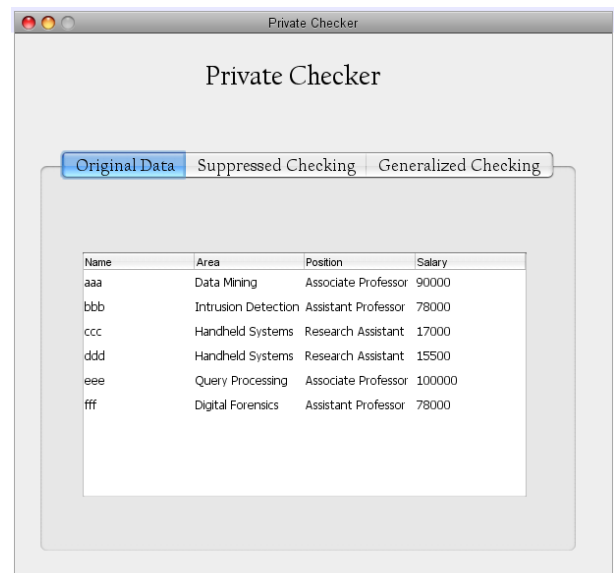 Private Checker
Private Checker
Original Data Suppressed Checking Generalized Checking
Name Area Position Salary
aaa Data Mining Associate Professor 90000
bbb Intrusion Detection Assistant Professor 78000
ccc Handheld Systems Research Assistant 17000
ddd Handheld Systems Research Assistant 15500
eee Query Processing Associate Professor 100000
fff Digital Forensics Assistant Professor 78000